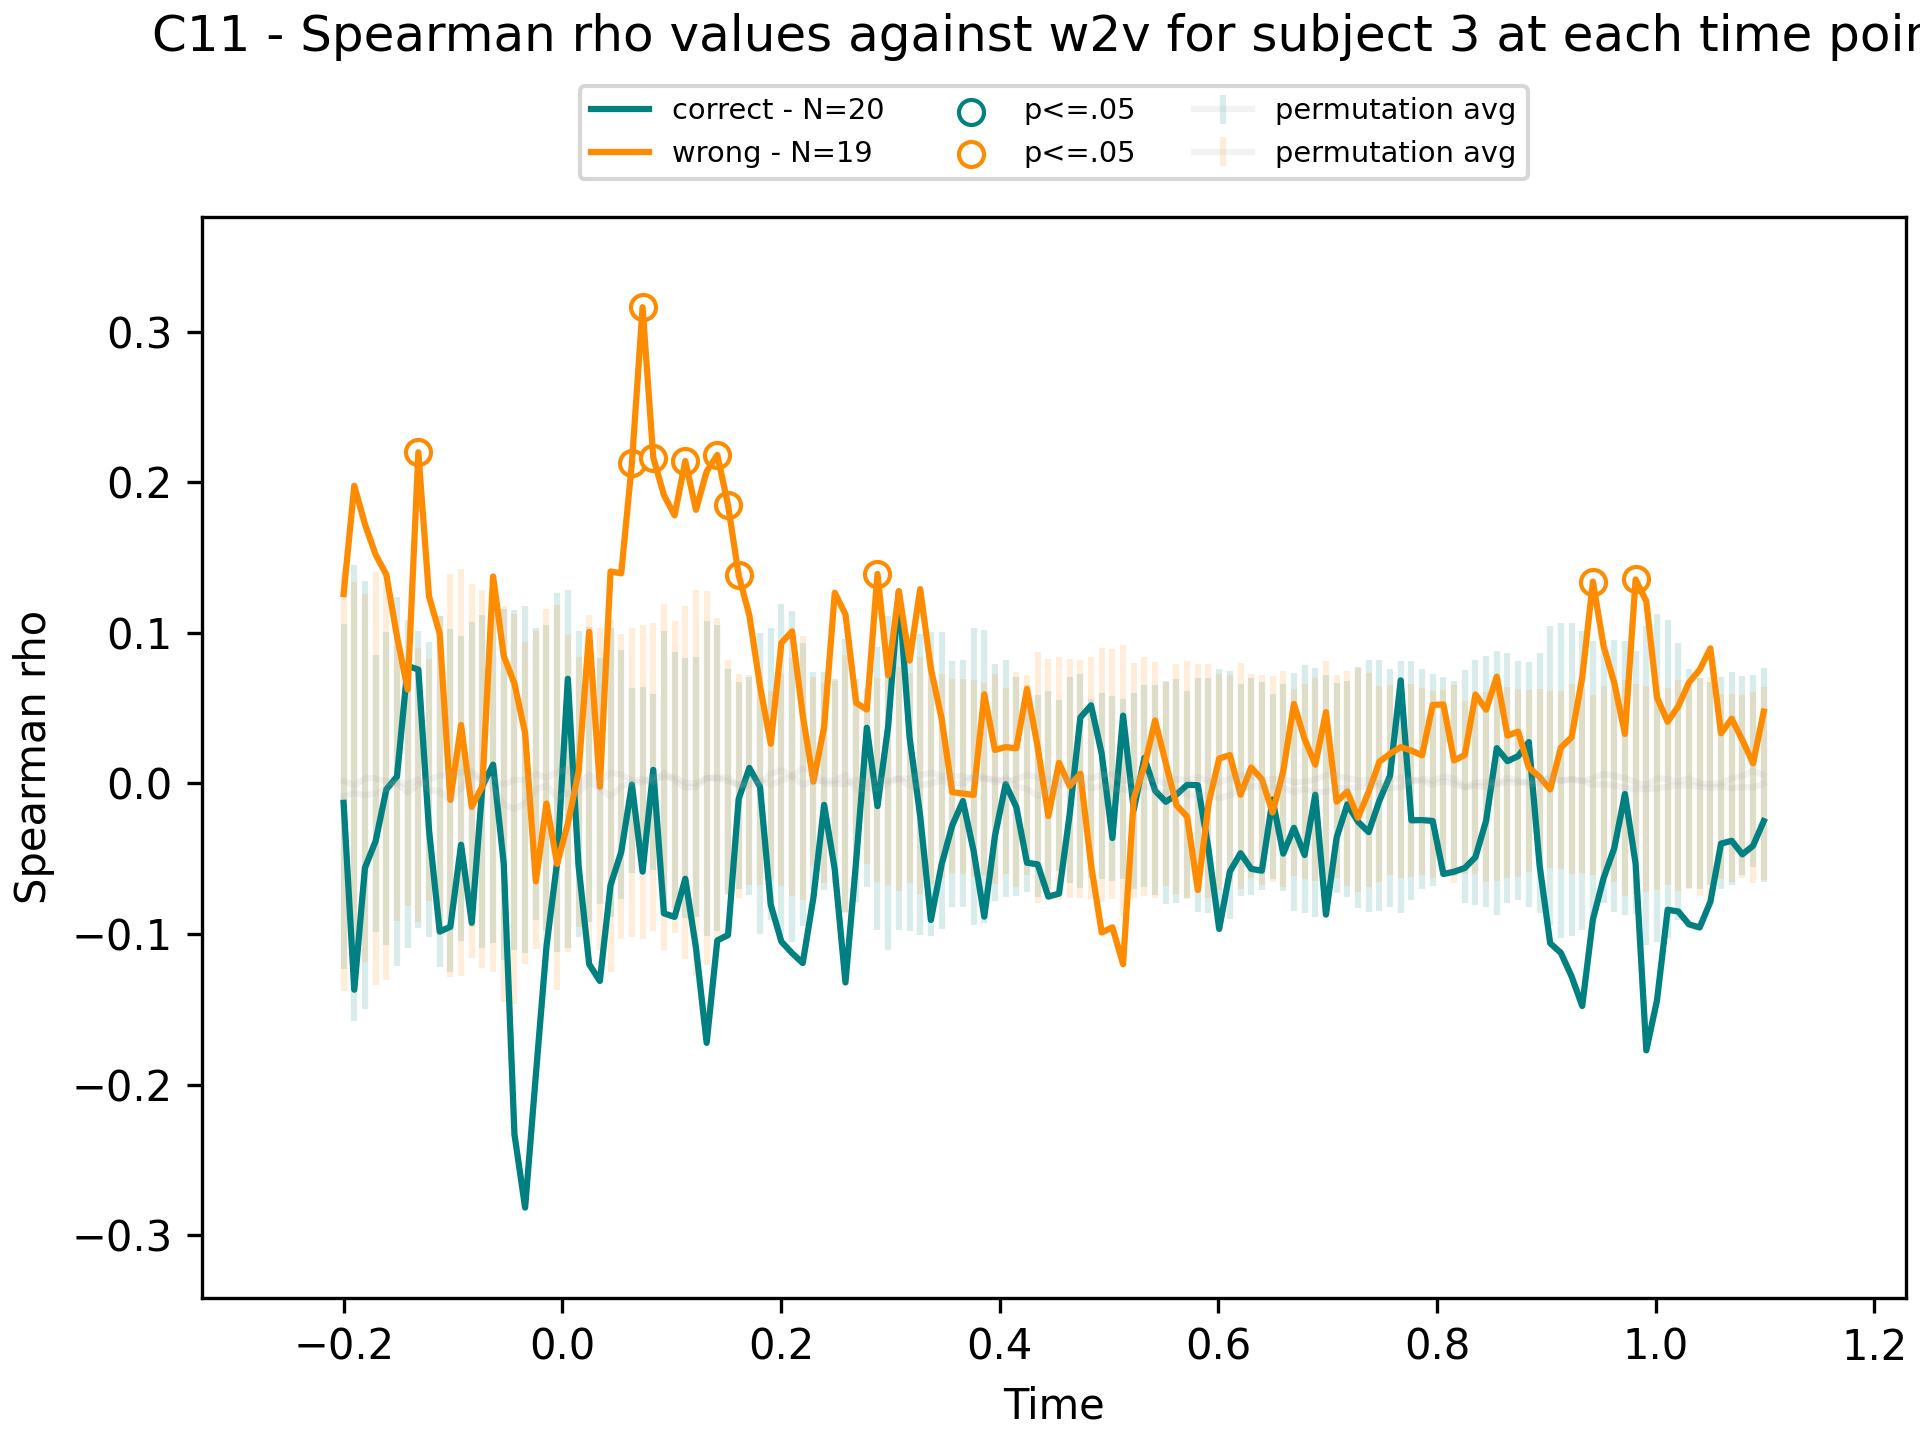 C11 - Spearman rho values against w2v for subject 3 at each time poin
correct - N=20 p<=.05 permutation avg
wrong - N=19 p<=.05 permutation avg
Spearman rho
0.3
0.2
0.1
0.0
−0.1
−0.2
−0.3
−0.2 0.0 0.2 0.4 0.6 0.8 1.0 1.2
Time